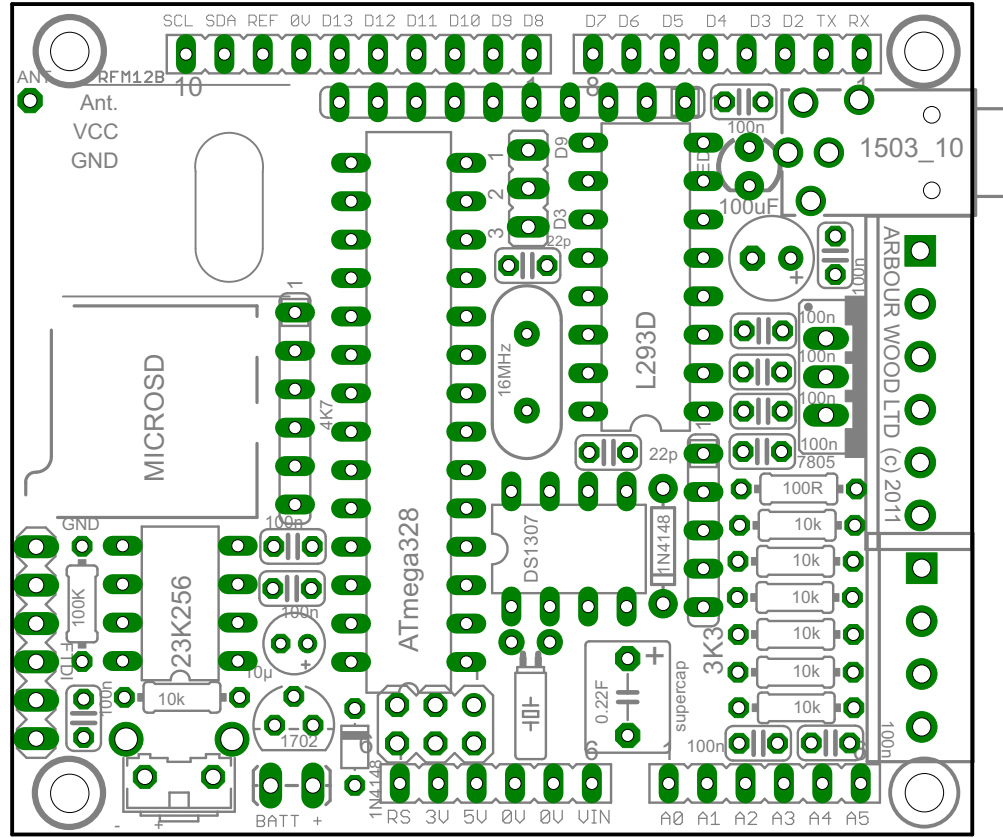 SCL SDA REF 0V D13 D12 D11 D10 D9 D8
D7 D6 D5 D4 D3 D2 TX RX
10
8
1
RFM12B
Ant.
VCC
GND
100n
1503_10
1
2
3
D9
D3
22p
100uF
+
100n
ARBOUR WOOD LTD (c) 2011
L293D
16MHz
1
4K7
MICROSD
100n
100n
100n
100n
7805
22p
1
3K3
100R
10k
10k
10k
10k
10k
10k
GND
100K
FTDI
100n
23K256
100n
100n
10µ
+
10k
ATmega328
DS1307
1N4148
0.22F
+
supercap
1702
1N4148
6
6
1
100n
100n
- +
BATT +
RS 3V 5V 0V 0V VIN
A0 A1 A2 A3 A4 A5